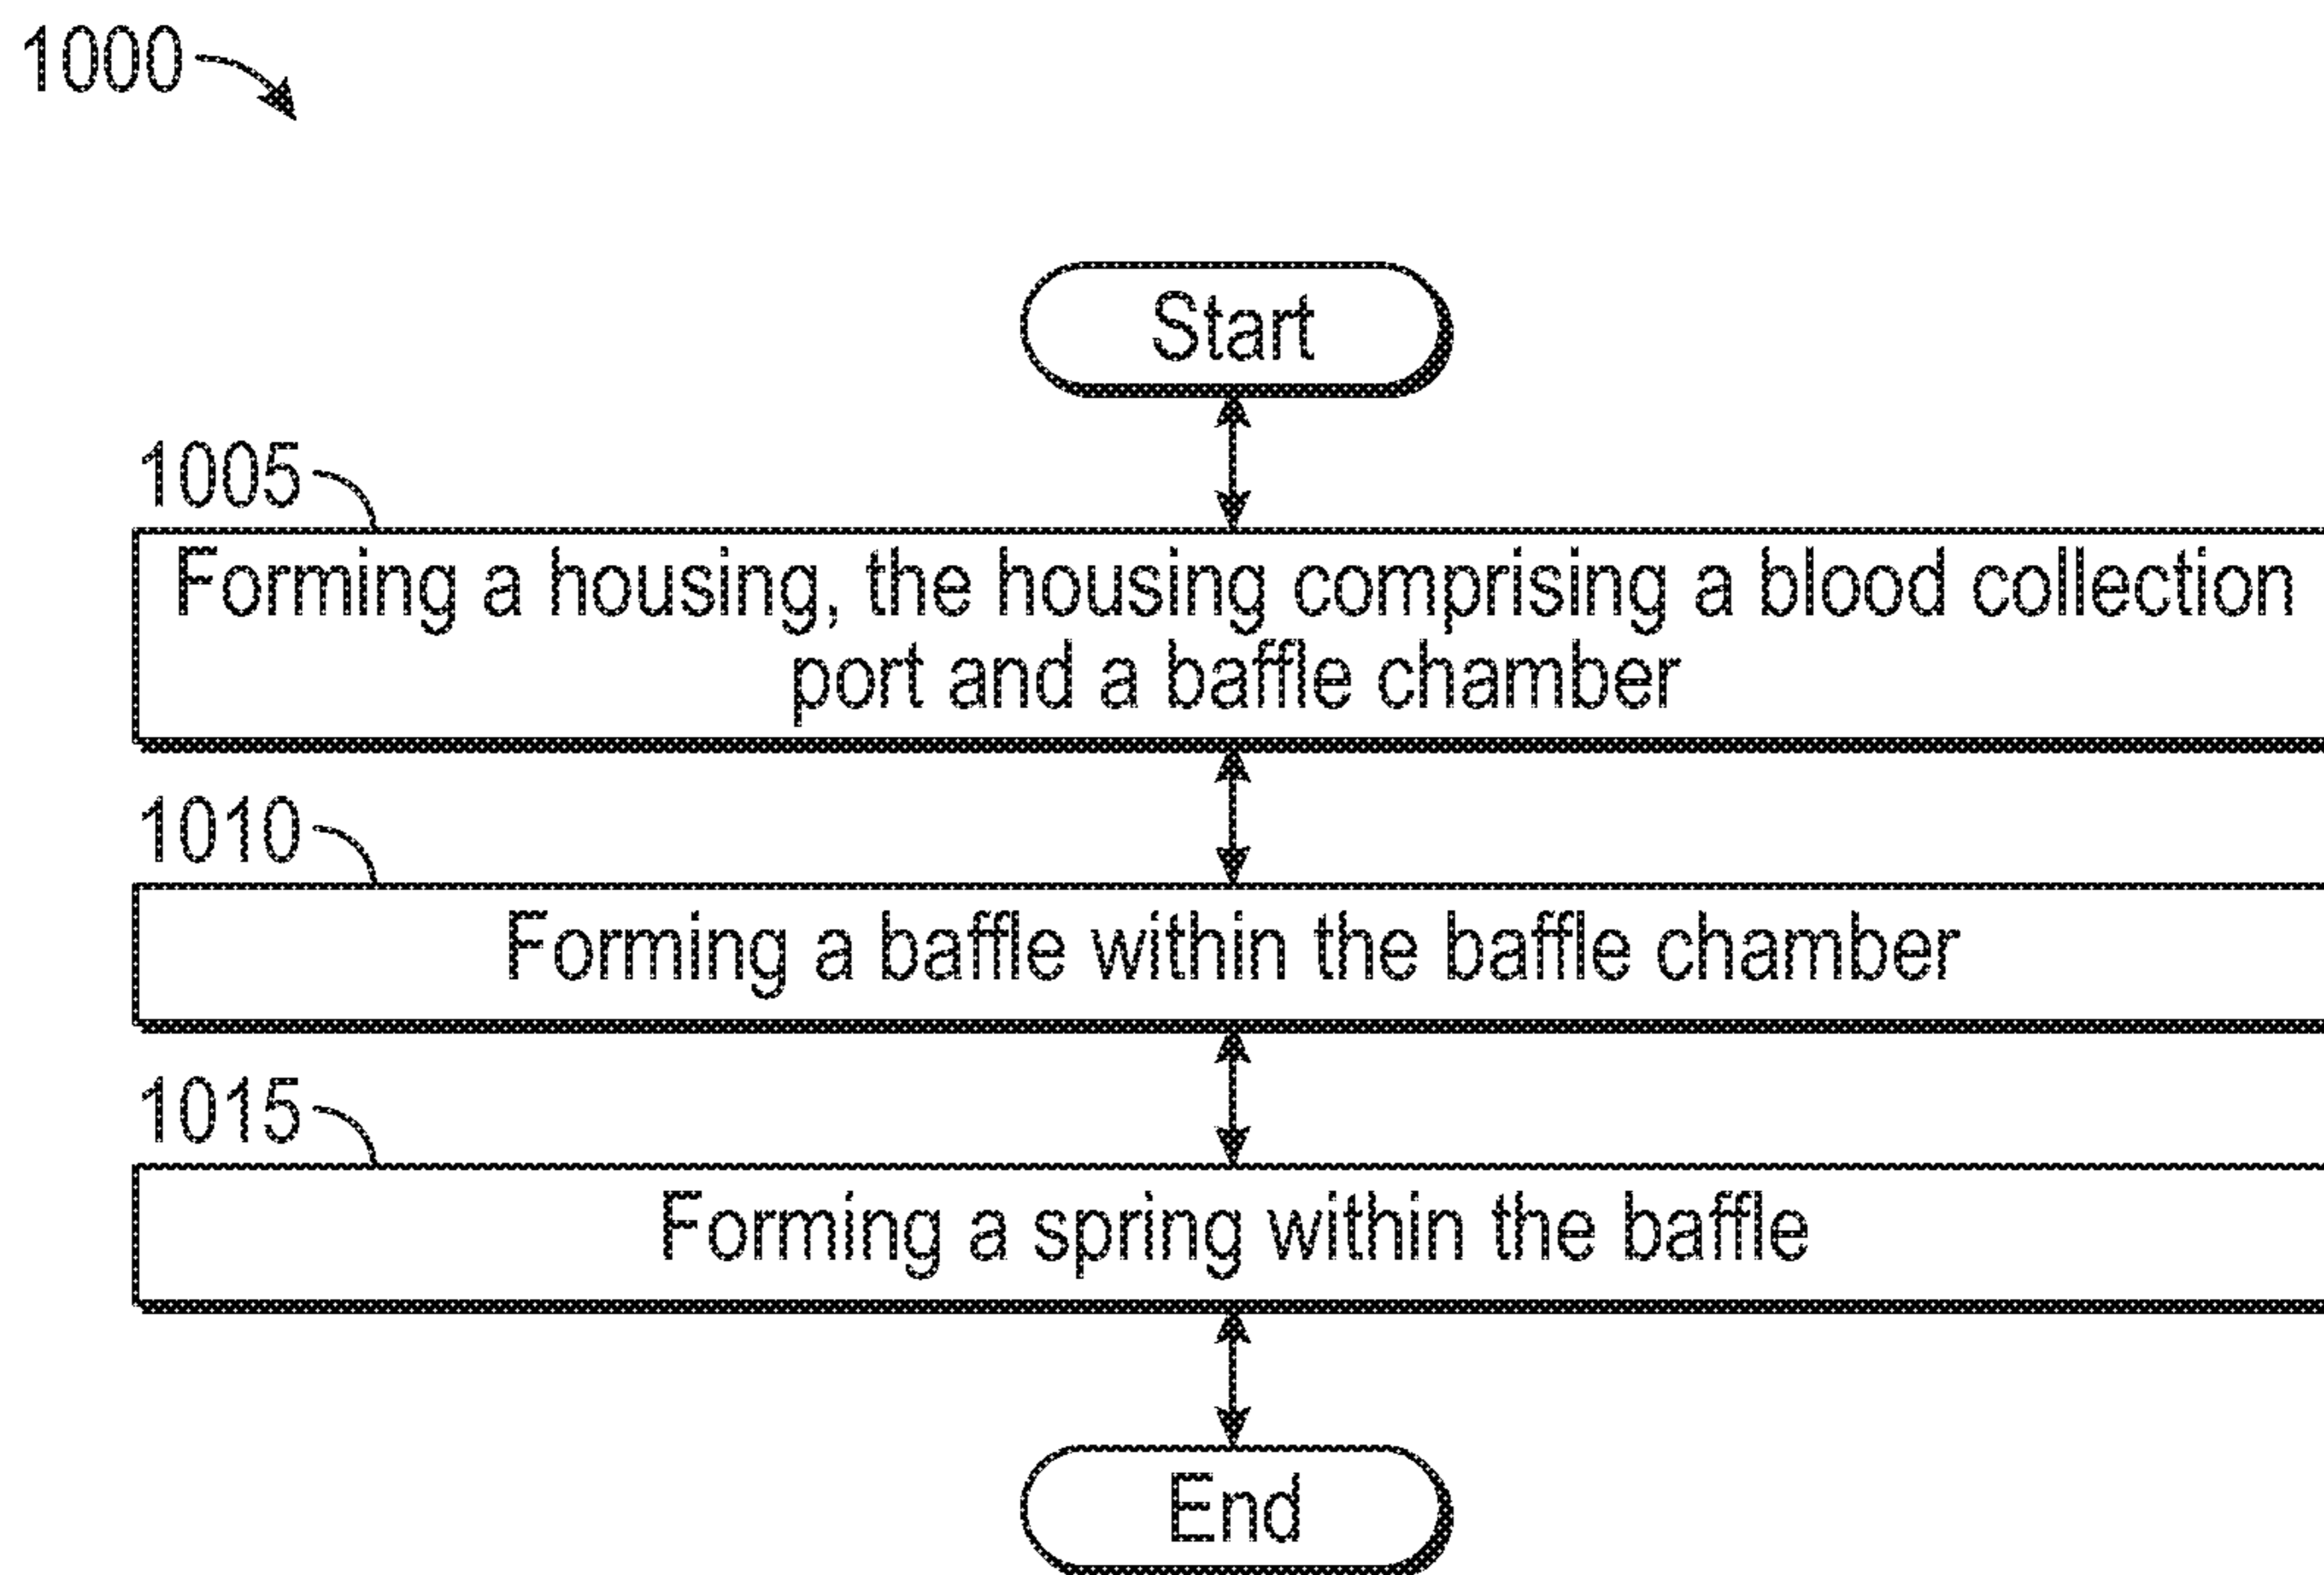 1000
Start
1005
Forming a housing, the housing comprising a blood collection
port and a baffle chamber
1010
Forming a baffle within the baffle chamber
1015
Forming a spring within the baffle
End